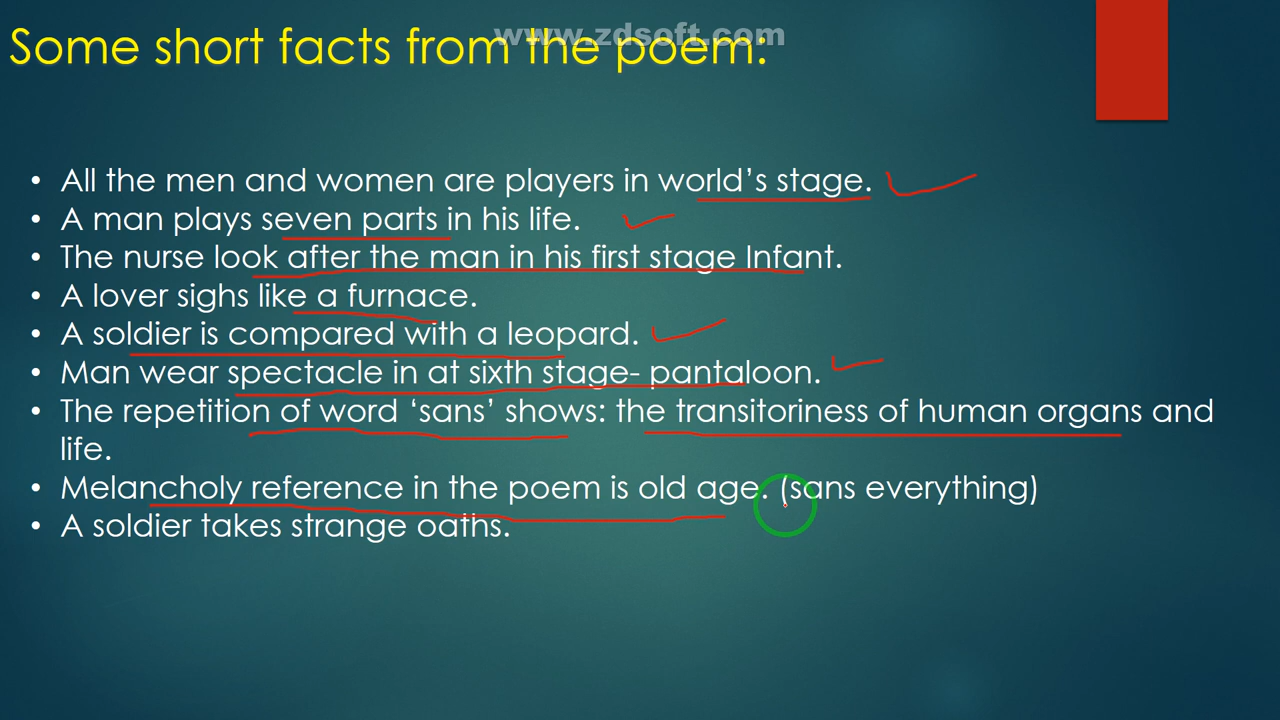 www.zdsoft.com
Some short facts from the poem:
• All the men and women are players in world's stage.
• A man plays seven parts in his life.
• The nurse look after the man in his first stage Infant.
• A lover sighs like a furnace.
• A soldier is compared with a leopard.
• Man wear spectacle in at sixth stage- pantaloon.
• The repetition of word ‘sans’ shows: the transitoriness of human organs and
life.
• Melancholy reference in the poem is old age. (sans everything)
• A soldier takes strange oaths.